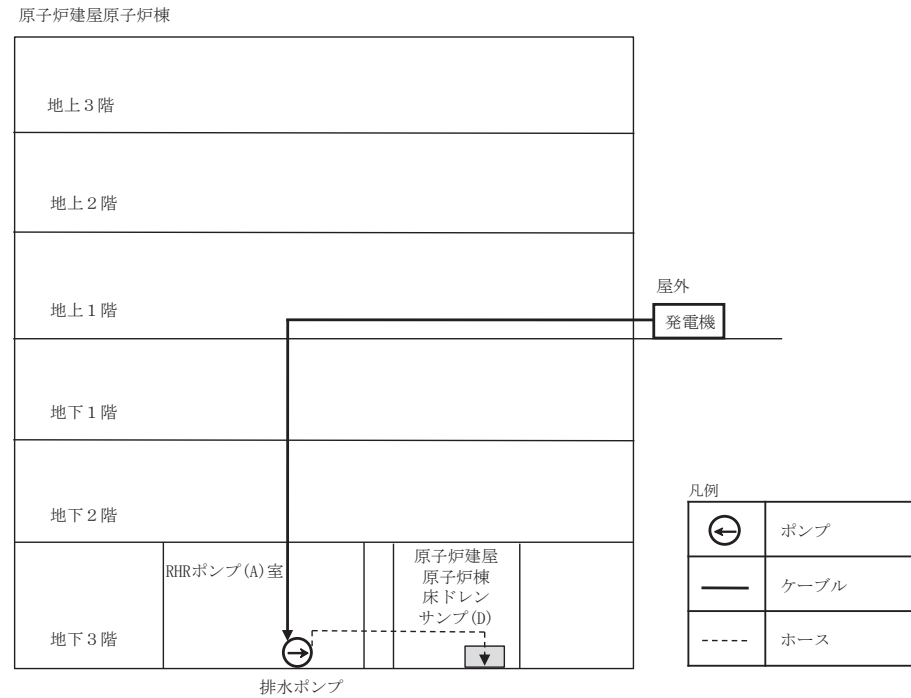 原子炉建屋原子炉棟
地上3階
地上2階
地上1階
屋外
発電機
地下1階
地下2階
地下3階
RHRポンプ(A)室
原子炉建屋
原子炉棟
床ドレン
サンプ(D)
排水ポンプ
凡例
ポンプ
ケーブル
ホース